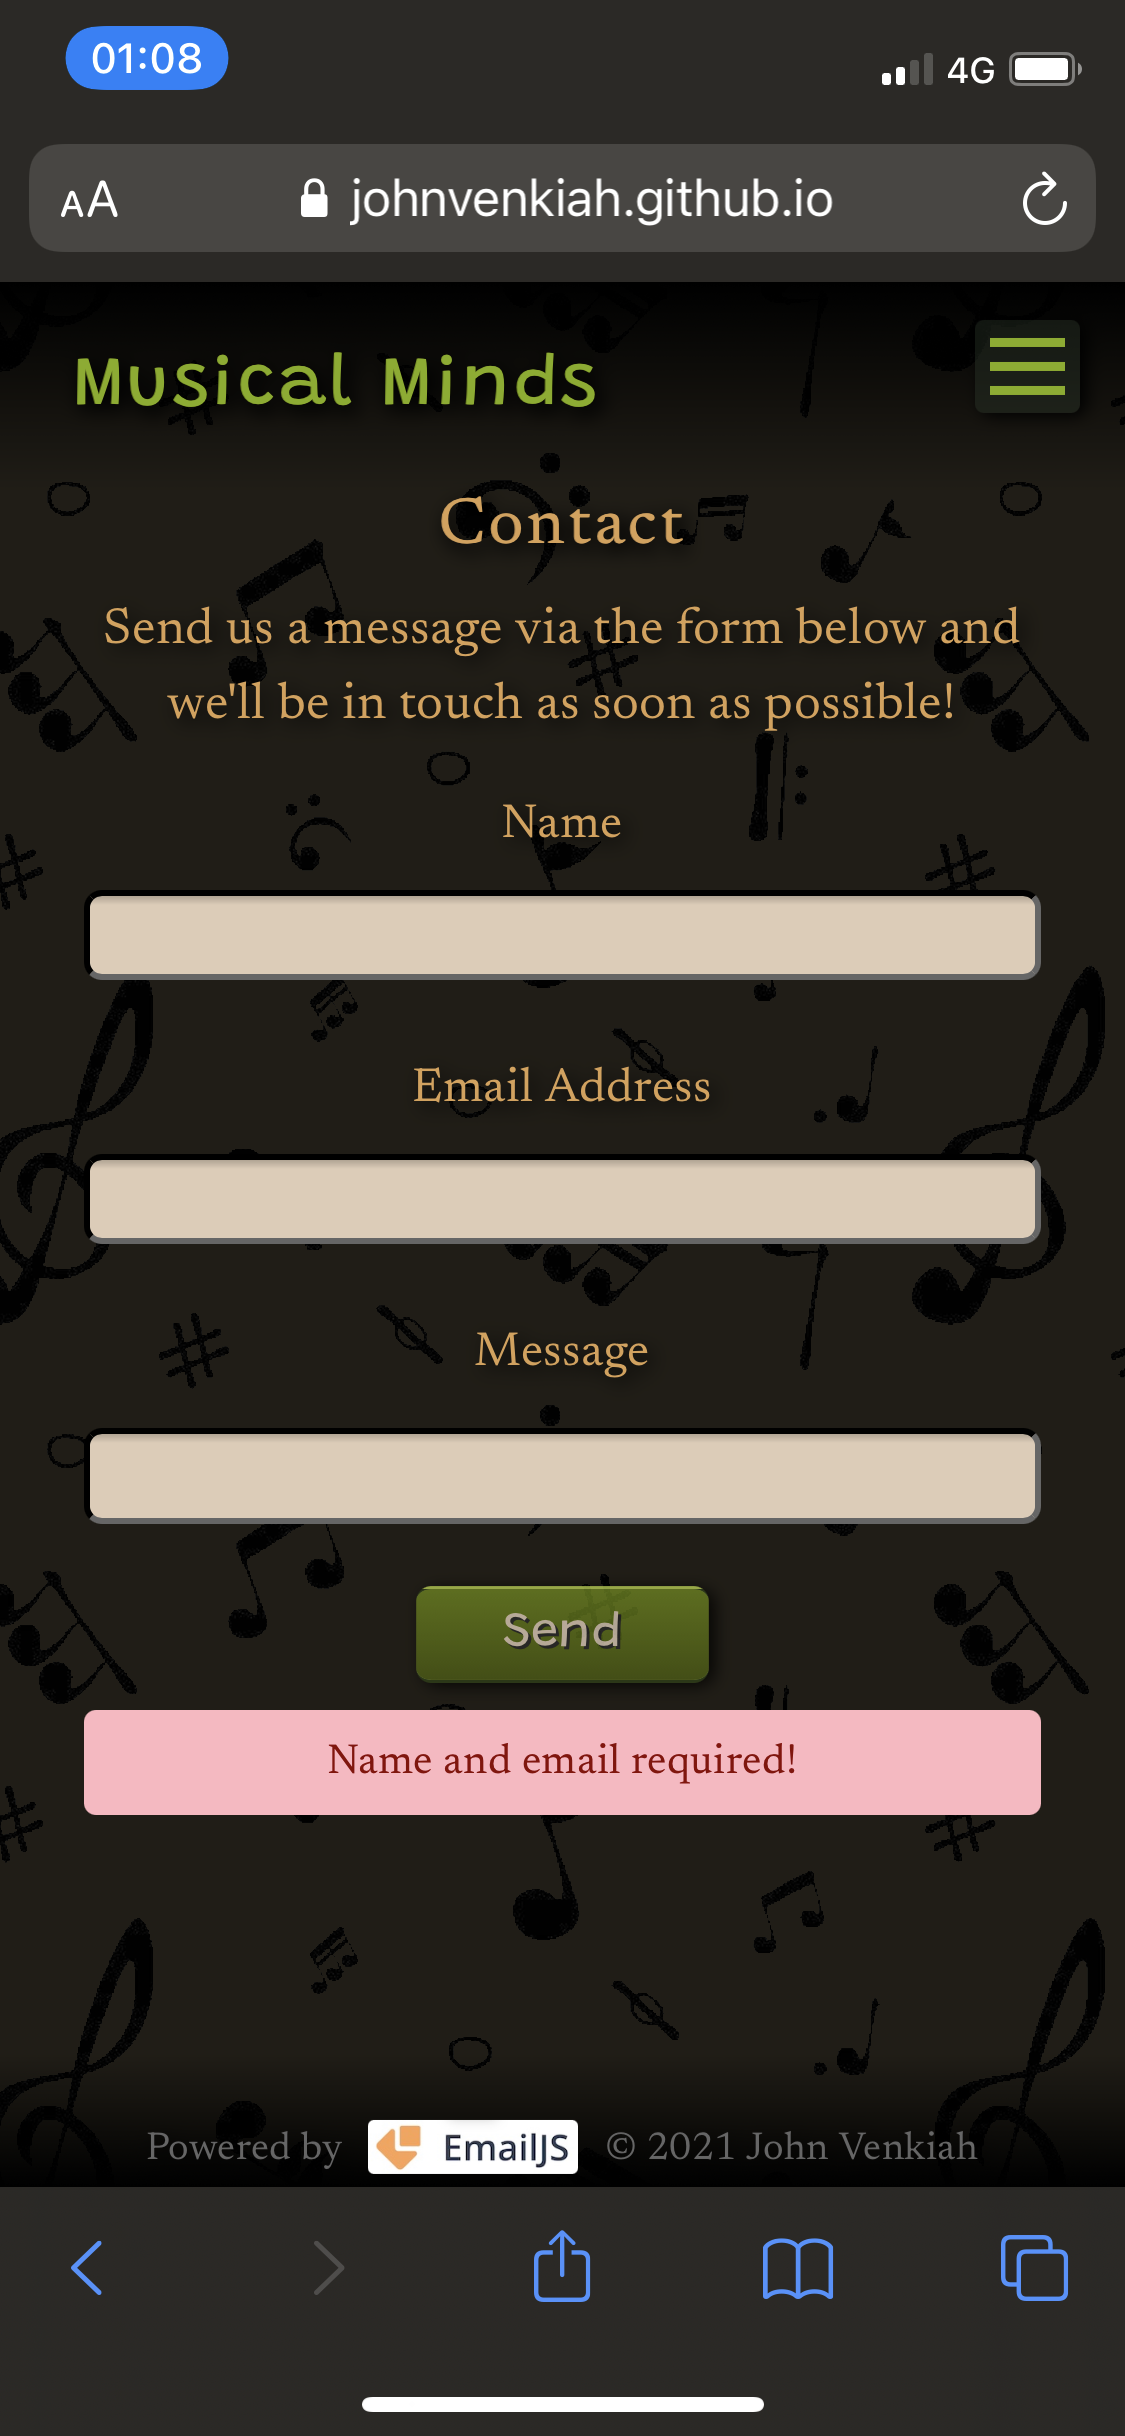 01:08
4G
AA
johnvenkiah.github.io
Musical Minds
Contact
Send us a message via the form below and
we'll be in touch as soon as possible!
Name
Email Address
Message
Send
Name and email required!
Powered by EmailJS © 2021 John Venkiah